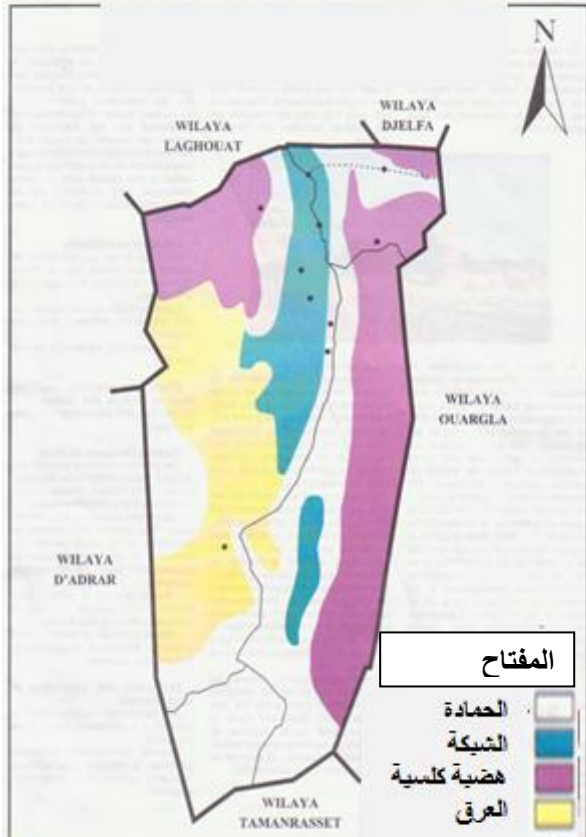 N
WILAYA
DJELFA
WILAYA
LAGHOUAT
WILAYA
OUARGLA
WILAYA
D'ADRAR
WILAYA
TAMANRASSET
المفتاح
الحمادة
الشبكة
هضبة كلسية
العرق